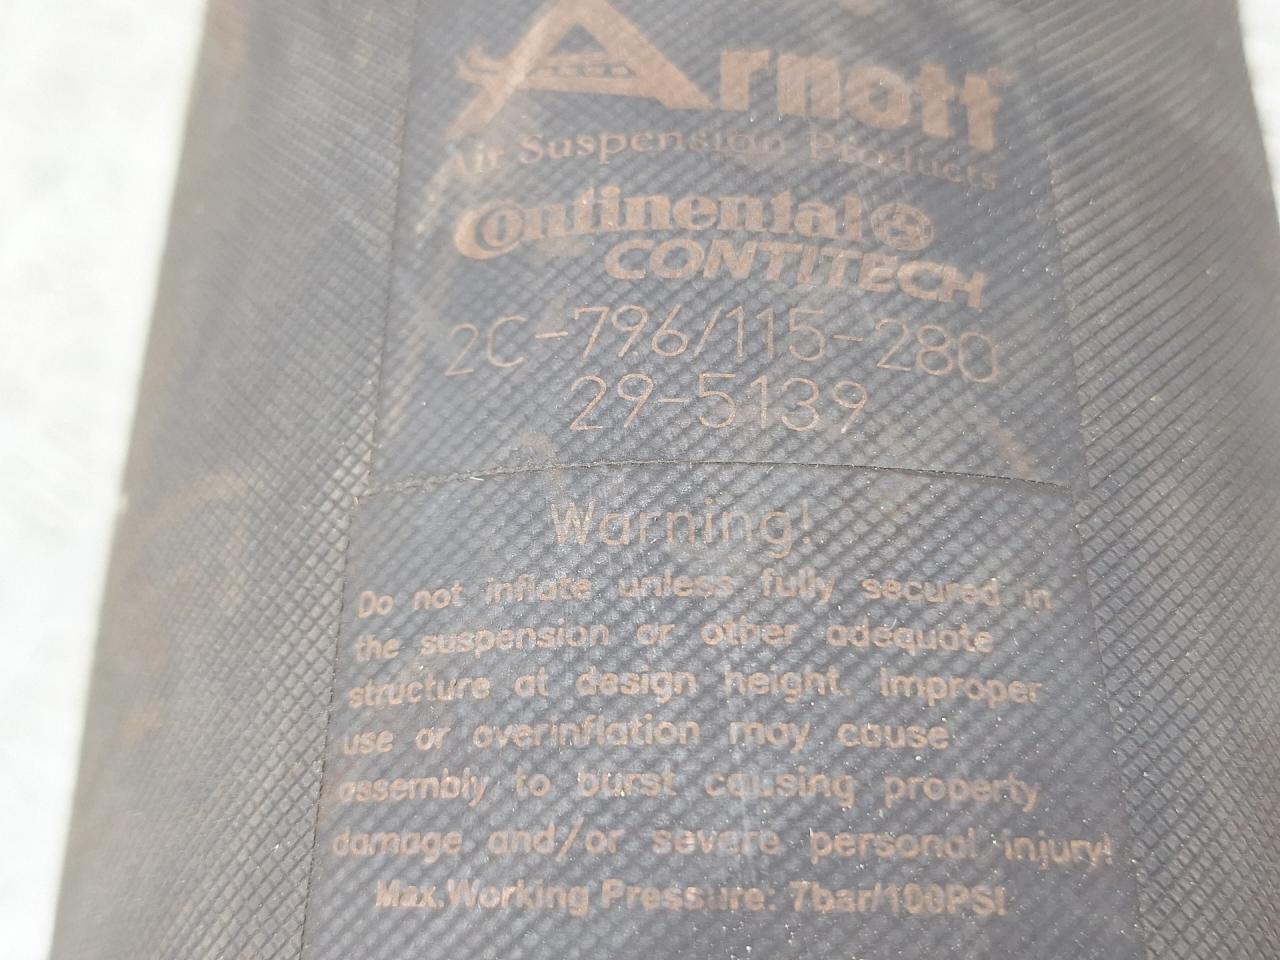 Arnott
Air Suspension Products
Continental
CONTITECH
2C-796/115-280
29-5139
Warning!
Do not inflate unless fully secured in
the suspension or other adequate
structure at design height. Improper
use or overinflation may cause
assembly to burst causing property
damage and/or severe personal injury!
Max.Working Pressure: 7bar/100PSI